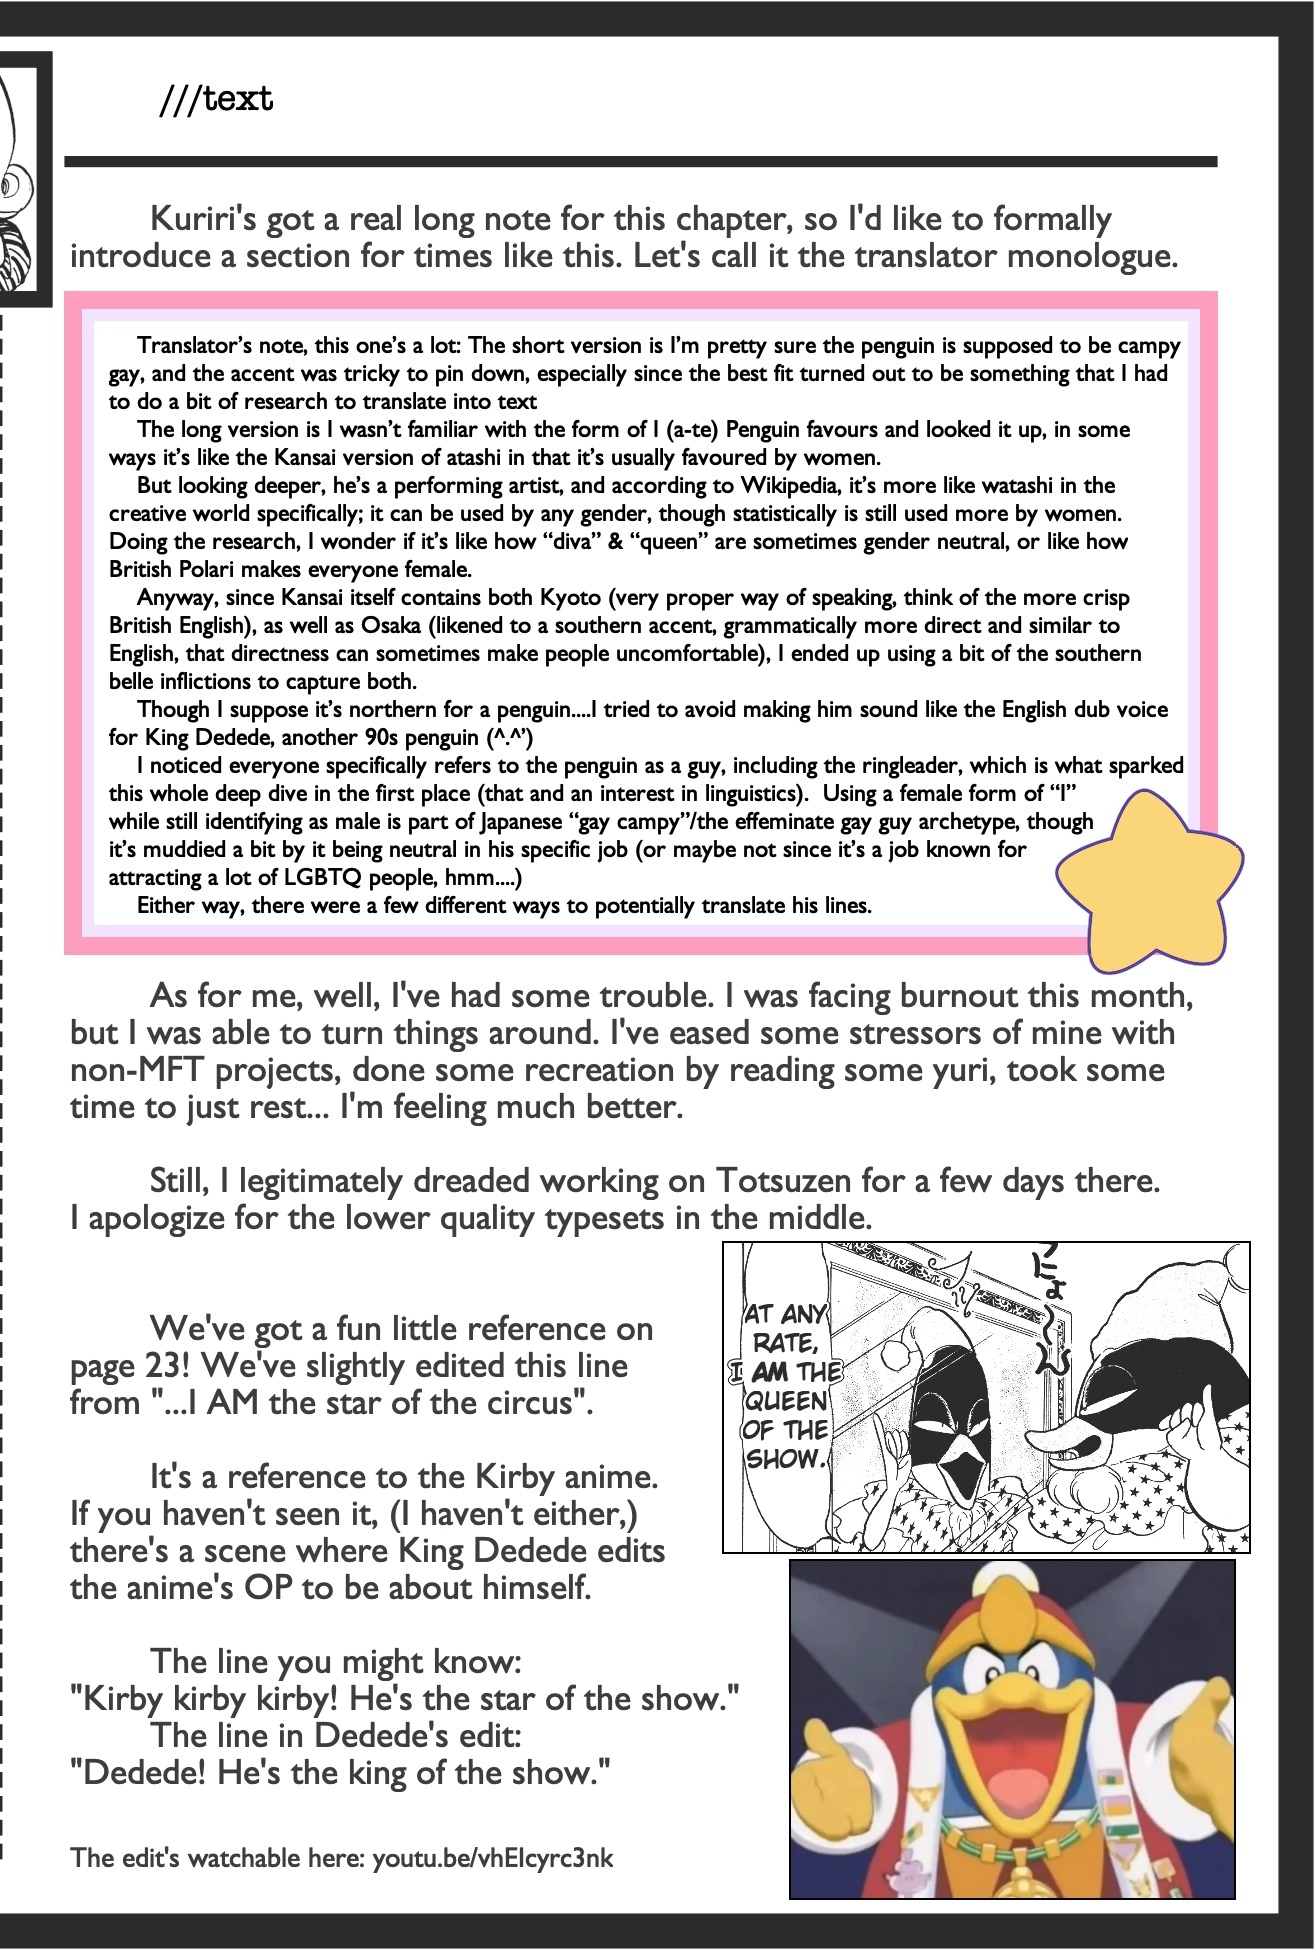 ///text
Kuriri's got a real long note for this chapter, so I'd like to formally
introduce a section for times like this. Let's call it the translator monologue.
Translator’s note, this one’s a lot: The short version is I’m pretty sure the penguin is supposed to be campy
gay, and the accent was tricky to pin down, especially since the best fit turned out to be something that I had
to do a bit of research to translate into text
The long version is I wasn’t familiar with the form of I (a-te) Penguin favours and looked it up, in some
ways it’s like the Kansai version of atashi in that it’s usually favoured by women.
But looking deeper, he’s a performing artist, and according to Wikipedia, it’s more like watashi in the
creative world specifically; it can be used by any gender, though statistically is still used more by women.
Doing the research, I wonder if it’s like how “diva” & “queen” are sometimes gender neutral, or like how
British Polari makes everyone female.
Anyway, since Kansai itself contains both Kyoto (very proper way of speaking, think of the more crisp
British English), as well as Osaka (likened to a southern accent, grammatically more direct and similar to
English, that directness can sometimes make people uncomfortable), I ended up using a bit of the southern
belle inflictions to capture both.
Though I suppose it’s northern for a penguin....I tried to avoid making him sound like the English dub voice
for King Dedede, another 90s penguin (^.^’)
I noticed everyone specifically refers to the penguin as a guy, including the ringleader, which is what sparked
this whole deep dive in the first place (that and an interest in linguistics).  Using a female form of “I”
while still identifying as male is part of Japanese “gay campy”/the effeminate gay guy archetype, though
it’s muddied a bit by it being neutral in his specific job (or maybe not since it’s a job known for
attracting a lot of LGBTQ people, hmm....)
Either way, there were a few different ways to potentially translate his lines.
As for me, well, I've had some trouble. I was facing burnout this month,
but I was able to turn things around. I've eased some stressors of mine with
non-MFT projects, done some recreation by reading some yuri, took some
time to just rest... I'm feeling much better.
Still, I legitimately dreaded working on Totsuzen for a few days there.
I apologize for the lower quality typesets in the middle.
We've got a fun little reference on
page 23! We've slightly edited this line
from "...I AM the star of the circus".
It's a reference to the Kirby anime.
If you haven't seen it, (I haven't either,)
there's a scene where King Dedede edits
the anime's OP to be about himself.
The line you might know:
"Kirby kirby kirby! He's the star of the show."
The line in Dedede's edit:
"Dedede! He's the king of the show."
The edit's watchable here: youtu.be/vhEIcyrc3nk
AT ANY
RATE,
I AM THE
QUEEN
OF THE
SHOW.